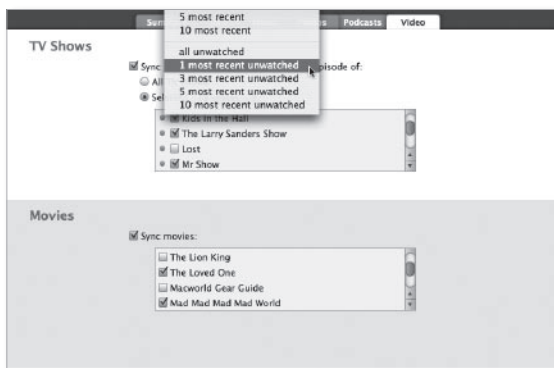 5 most recent
10 most recent
Podcasts
Video
all unwatched
1 most recent unwatched
3 most recent unwatched
5 most recent unwatched
10 most recent unwatched
TV Shows
Sync
of:
All
Kids In the Hall
The Larry Sanders Show
Lost
Mr Show
Movies
Sync movies:
The Lion King
The Loved One
Macworld Gear Guide
Mad Mad Mad Mad World